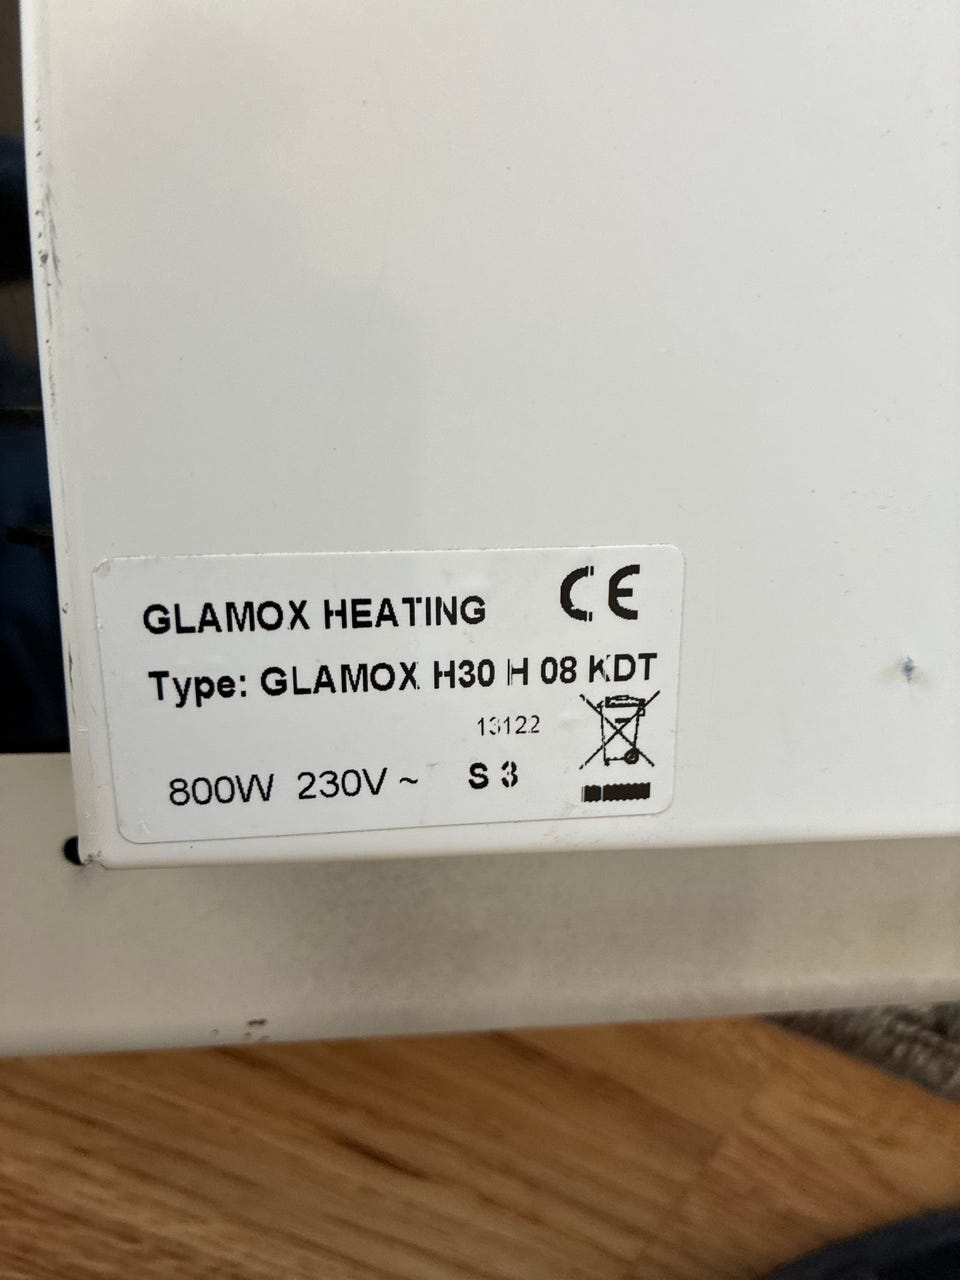 GLAMOX HEATING CE
Type: GLAMOX H30 H 08 KDT
13122
800W 230V ~ S 3